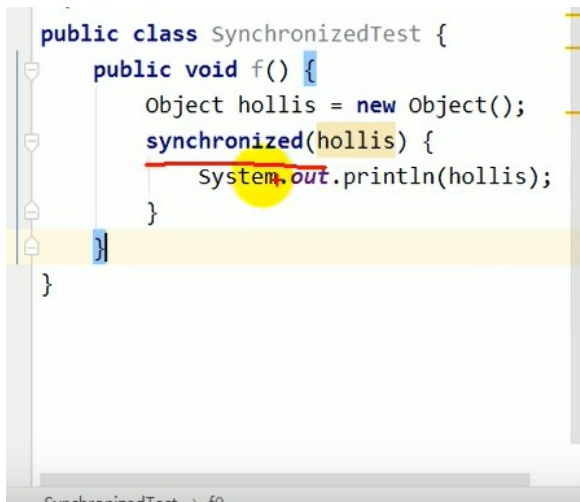 public class SynchronizedTest {
public void f() {
Object hollis = new Object();
synchronized(hollis) {
System.out.println(hollis);
}
}
}